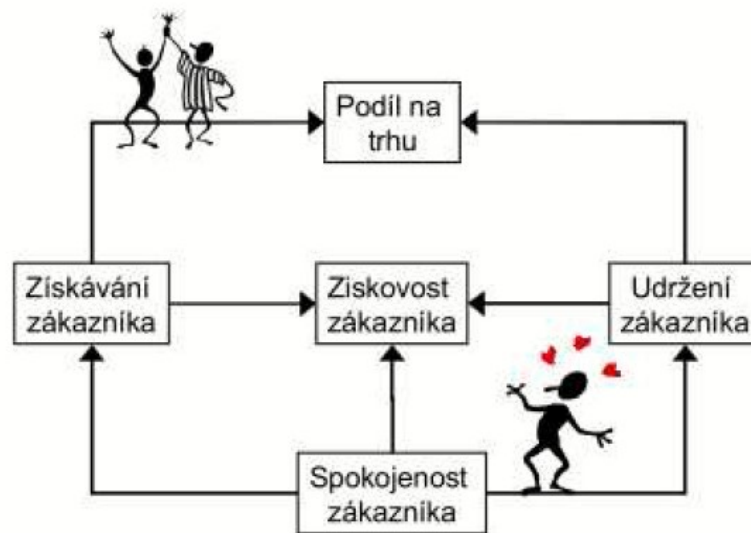 Podíl na
trhu
Získávání
zákazníka
Ziskovost
zákazníka
Udržení
zákazníka
Spokojenost
zákazníka